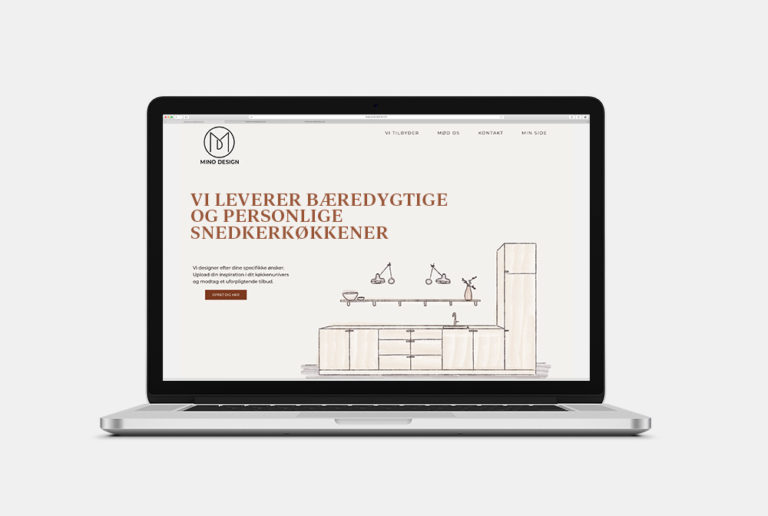 VI TILBYDER MØD OS KONTAKT MIN SIDE
MINO DESIGN
VI LEVERER BÆREDYGTIGE
OG PERSONLIGE
SNEDKERKØKKENER
Vi designer efter dine specifikke ønsker.
Upload din inspiration i dit køkkenunivers
og modtag et uforpligtende tilbud.